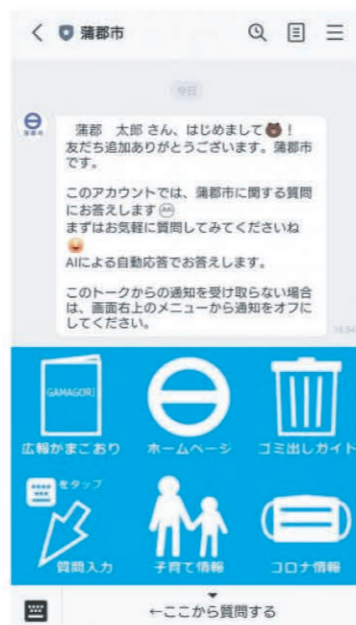 蒲郡市
今日
蒲郡市
蒲郡 太郎 さん、はじめまして!
友だち追加ありがとうございます。蒲郡市
です。
このアカウントでは、蒲郡市に関する質問
にお答えします
まずはお気軽に質問してみてくださいね
AIによる自動応答でお答えします。
このトークからの通知を受け取らない場合
は、画面右上のメニューから通知をオフに
してください。
GAMAGORI
広報がまごおり
ホームページ
ゴミ出しガイド
をタップ
質問入力
子育て情報
コロナ情報
←ここから質問する